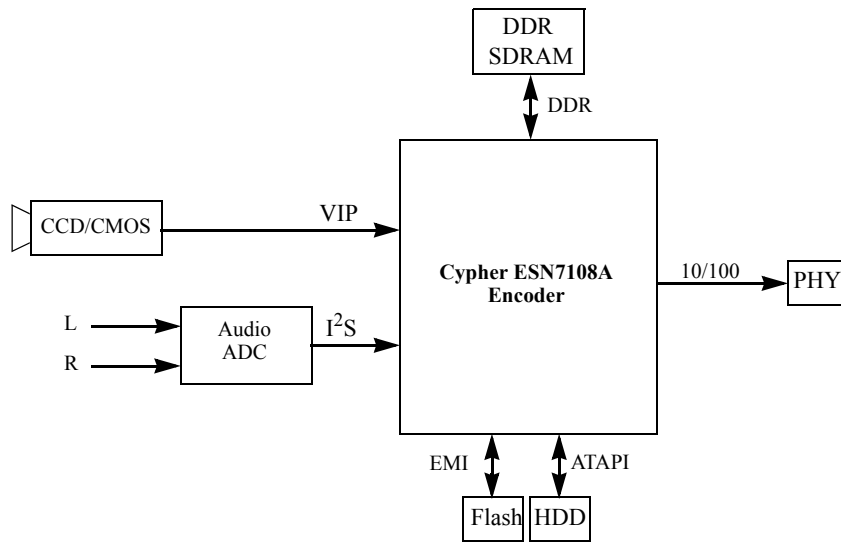 DDR
SDRAM
DDR
CCD/CMOS
VIP
Cypher ESN7108A
Encoder
10/100
PHY
L
R
Audio
ADC
I²S
EMI
ATAPI
Flash
HDD